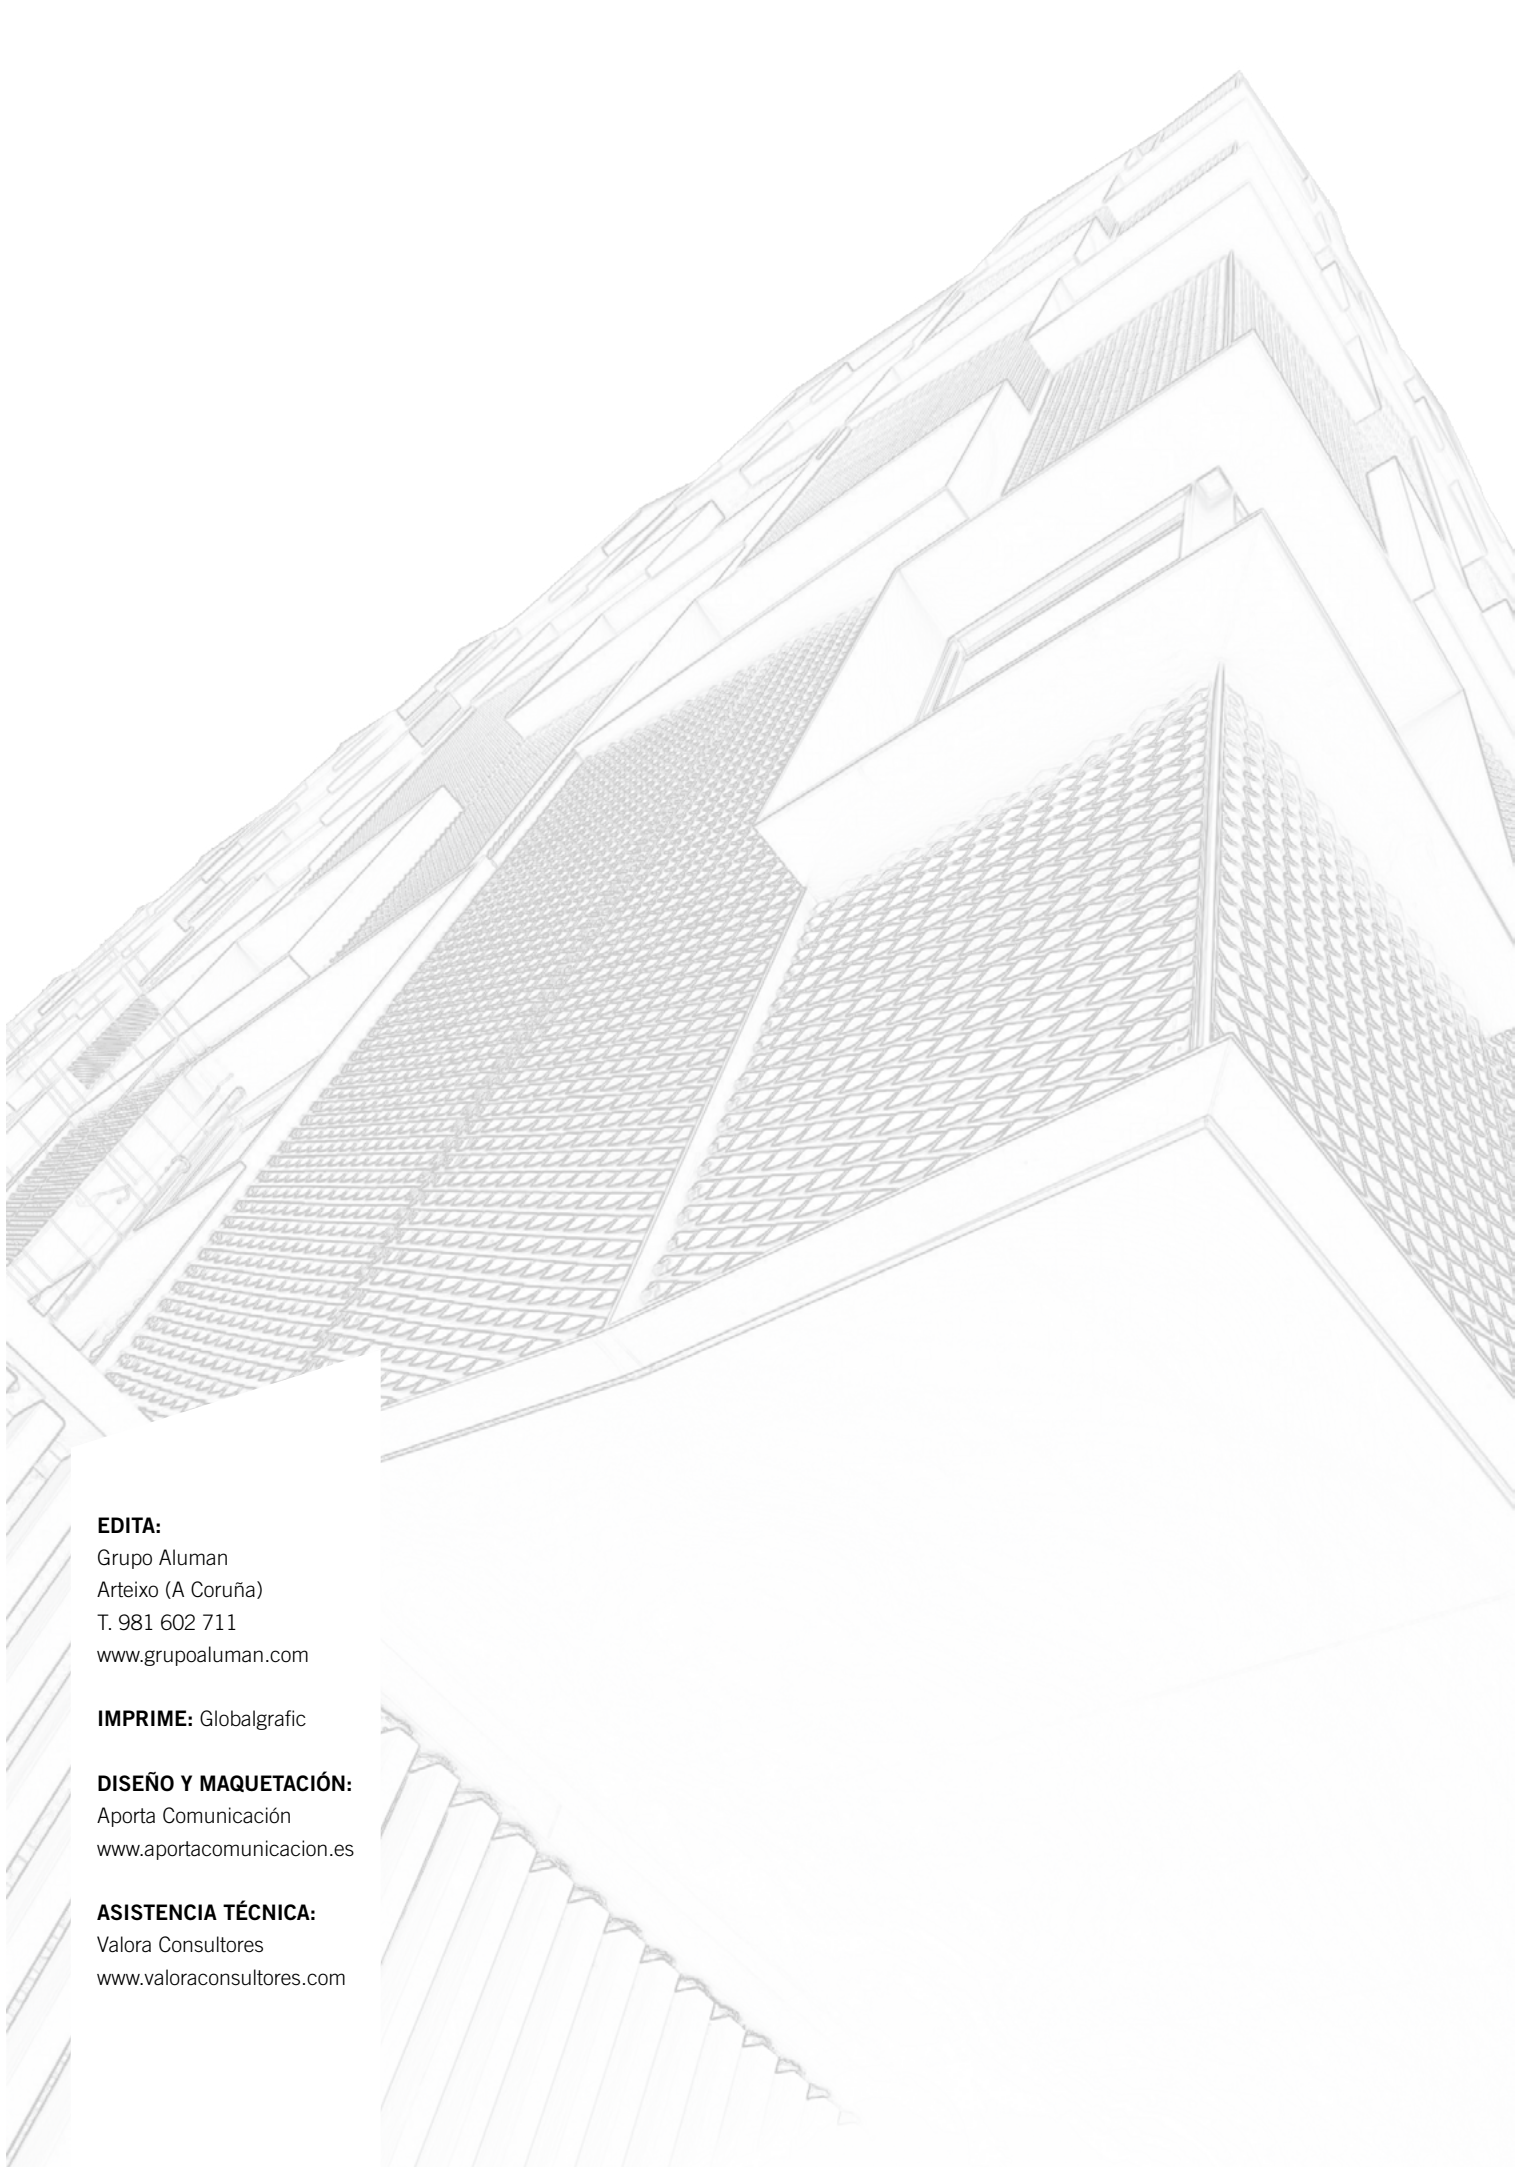 EDITA:
Grupo Aluman
Arteixo (A Coruña)
T. 981 602 711
www.grupoaluman.com
IMPRIME: Globalgrafic
DISEÑO Y MAQUETACIÓN:
Aporta Comunicación
www.aportacomunicacion.es
ASISTENCIA TÉCNICA:
Valora Consultores
www.valoraconsultores.com